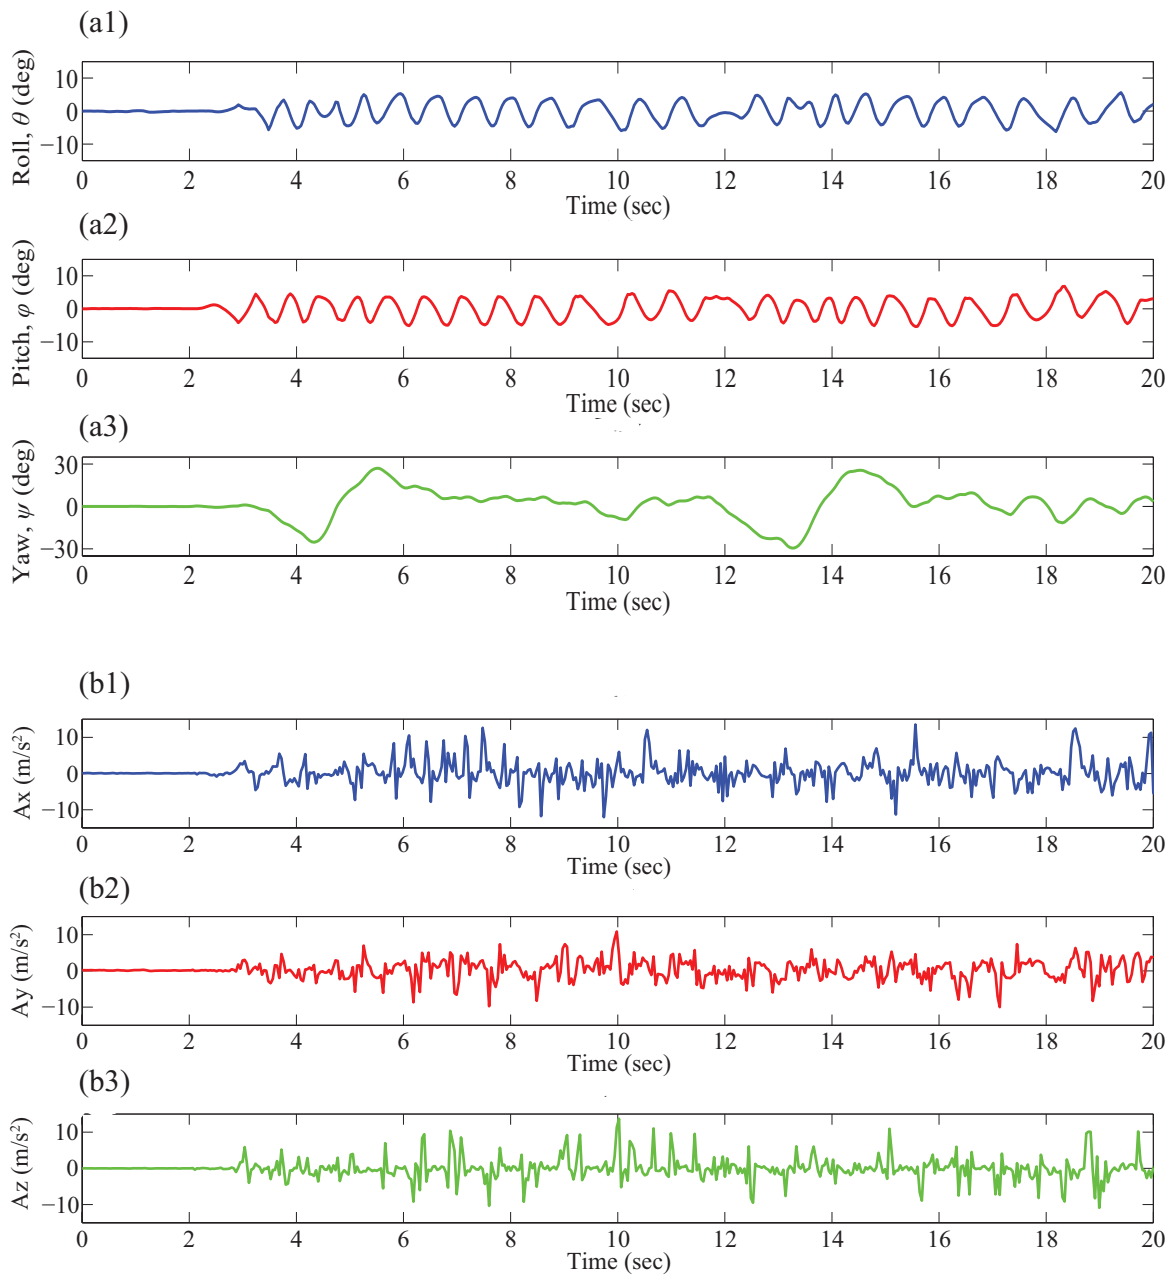 (a1)
Roll, θ (deg)
10
0
−10
0 2 4 6 8 10 12 14 16 18 20
Time (sec)
(a2)
Pitch, φ (deg)
10
0
−10
0 2 4 6 8 10 12 14 16 18 20
Time (sec)
(a3)
Yaw, ψ (deg)
30
0
−30
0 2 4 6 8 10 12 14 16 18 20
Time (sec)
(b1)
Ax (m/s²)
10
0
−10
0 2 4 6 8 10 12 14 16 18 20
Time (sec)
(b2)
Ay (m/s²)
10
0
−10
0 2 4 6 8 10 12 14 16 18 20
Time (sec)
(b3)
Az (m/s²)
10
0
−10
0 2 4 6 8 10 12 14 16 18 20
Time (sec)